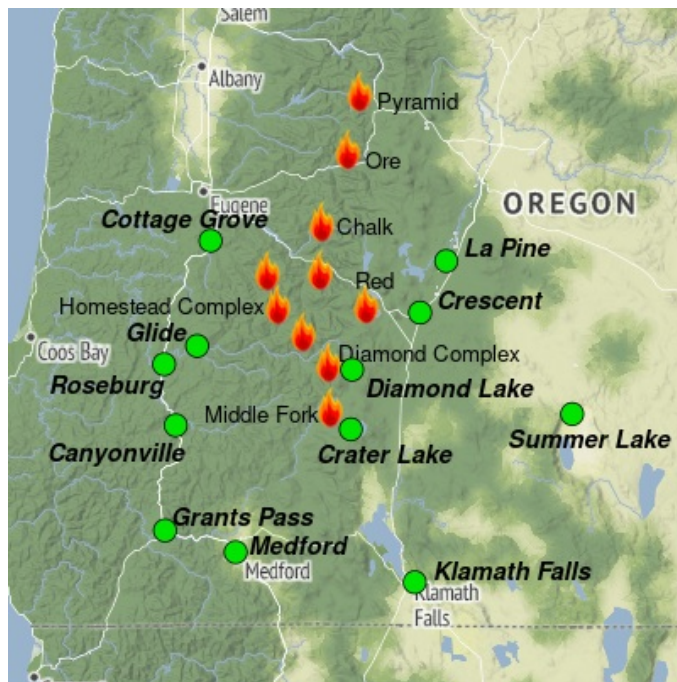 Salem
Albany
Pyramid
Ore
Eugene
OREGON
Cottage Grove
Chalk
La Pine
Red
Crescent
Homestead Complex
Glide
Coos Bay
Diamond Complex
Roseburg
Diamond Lake
Middle Fork
Canyonville
Crater Lake
Summer Lake
Grants Pass
Medford
Medford
Klamath Falls
Klamath
Falls